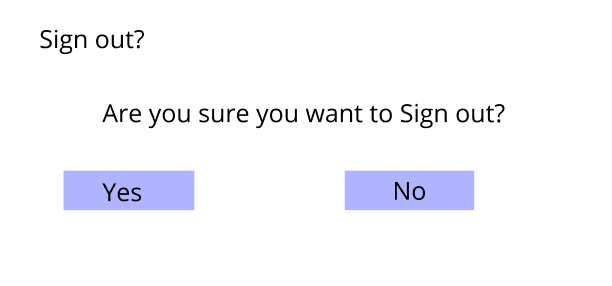 Sign out?
Are you sure you want to Sign out?
Yes
No